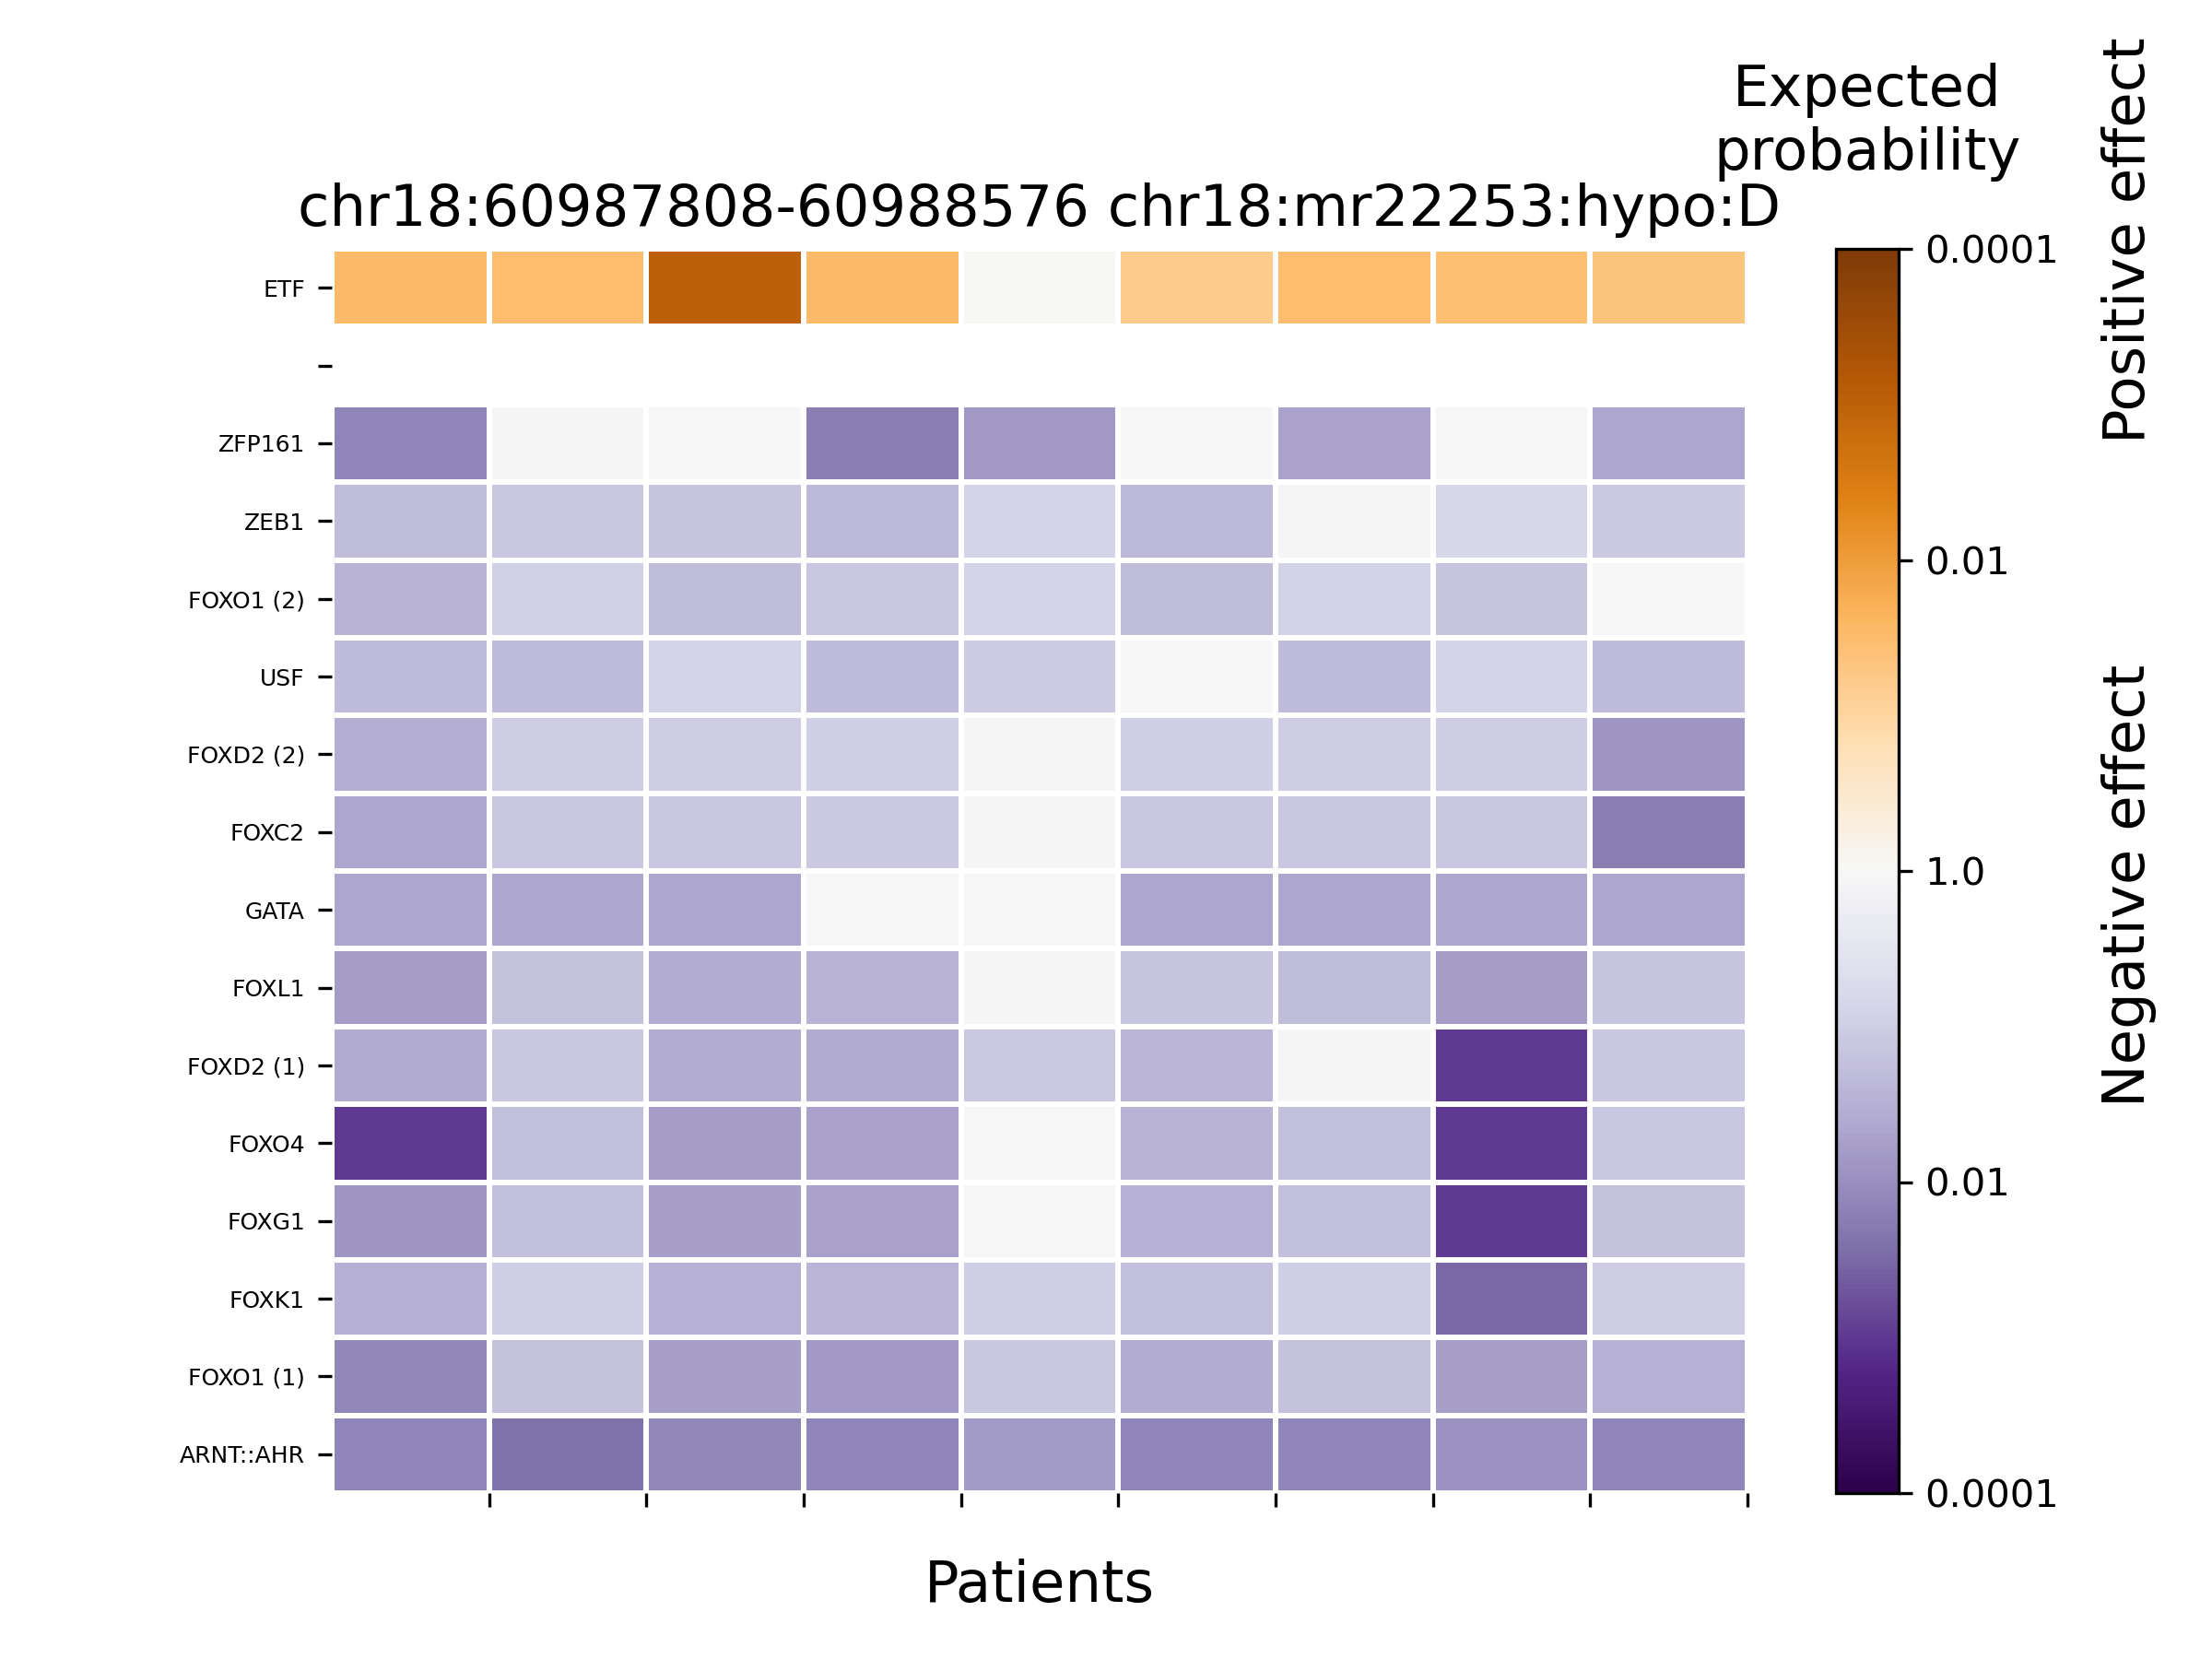 Expected
probability
chr18:60987808-60988576 chr18:mr22253:hypo:D
ETF
ZFP161
ZEB1
FOXO1 (2)
USF
FOXD2 (2)
FOXC2
GATA
FOXL1
FOXD2 (1)
FOXO4
FOXG1
FOXK1
FOXO1 (1)
ARNT::AHR
Patients
0.0001
0.01
1.0
0.01
0.0001
Positive effect
Negative effect